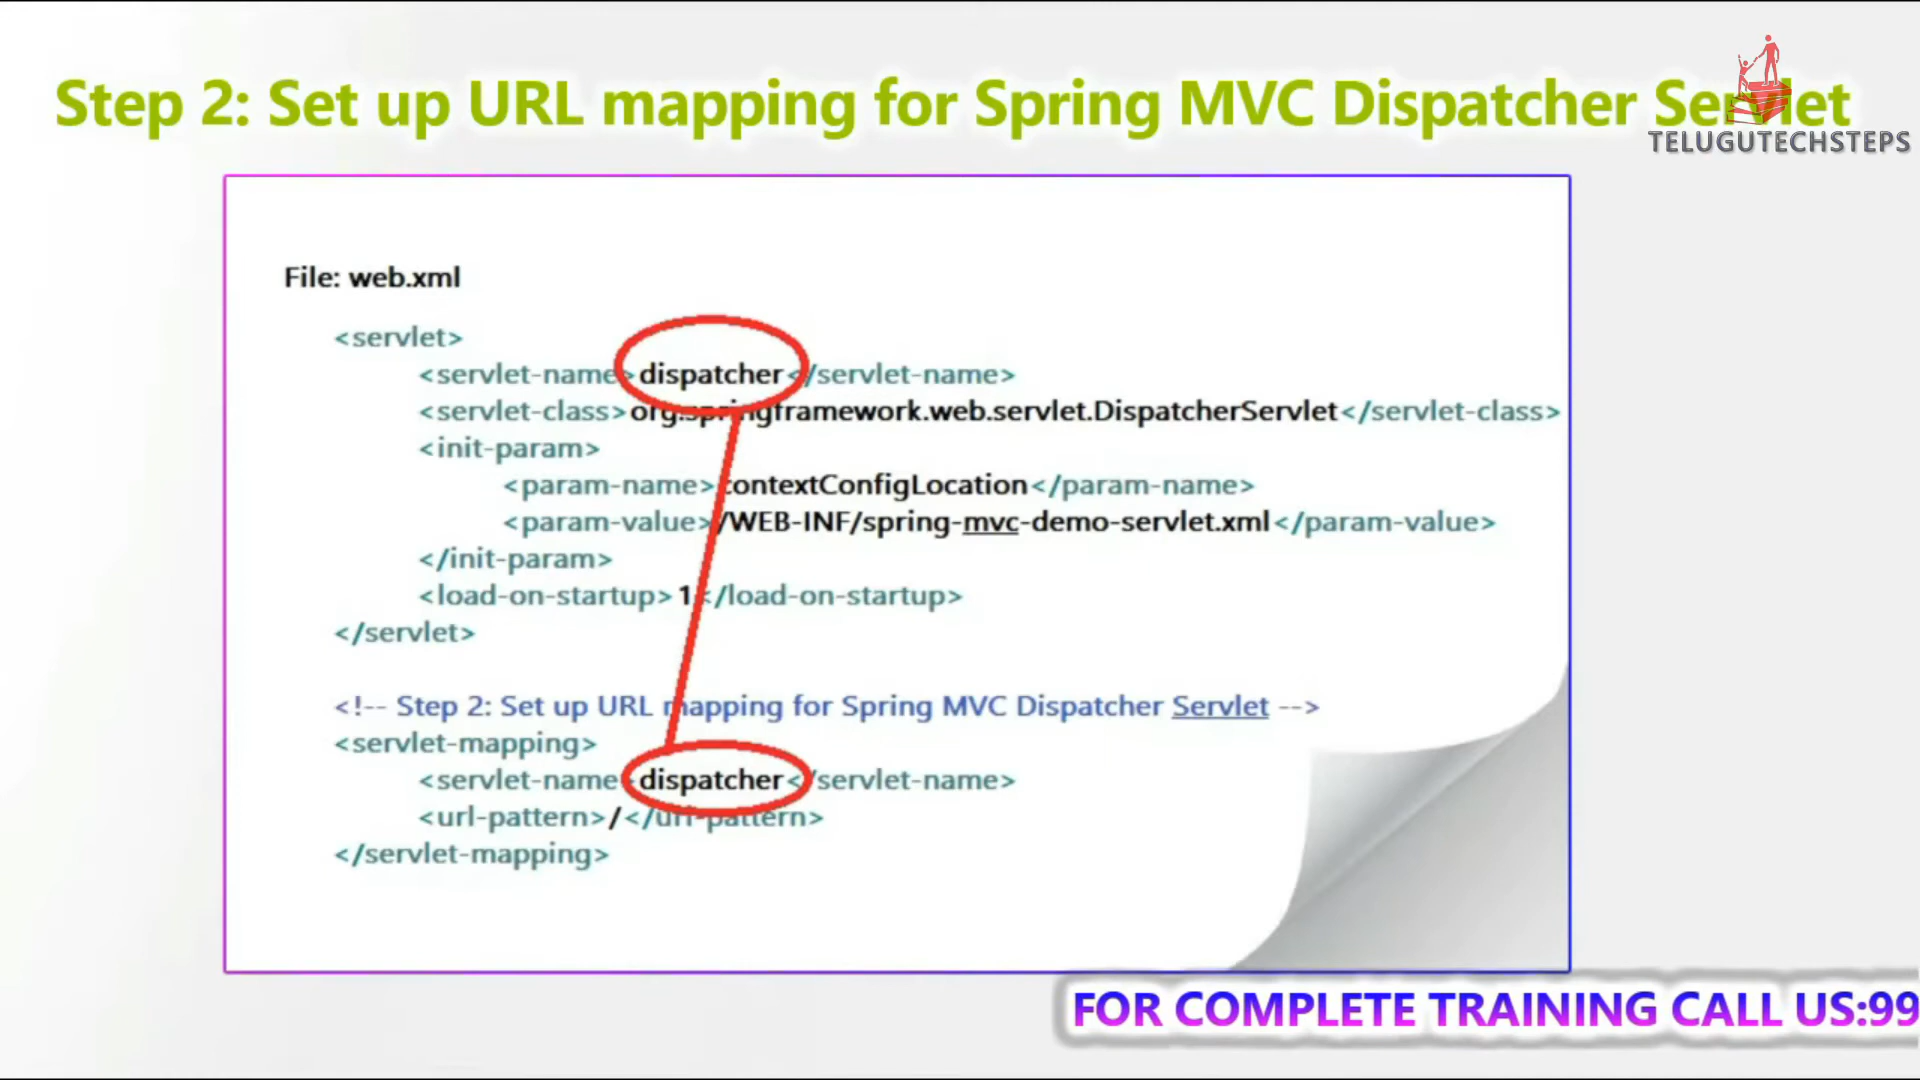 Step 2: Set up URL mapping for Spring MVC Dispatcher Servlet
TELUGUTECHSTEPS
File: web.xml
<servlet>
<servlet-name>dispatcher</servlet-name>
<servlet-class>org.springframework.web.servlet.DispatcherServlet</servlet-class>
<init-param>
<param-name>contextConfigLocation</param-name>
<param-value>/WEB-INF/spring-mvc-demo-servlet.xml</param-value>
</init-param>
<load-on-startup>1</load-on-startup>
</servlet>
<!-- Step 2: Set up URL mapping for Spring MVC Dispatcher Servlet -->
<servlet-mapping>
<servlet-name>dispatcher</servlet-name>
<url-pattern>/</url-pattern>
</servlet-mapping>
FOR COMPLETE TRAINING CALL US:99